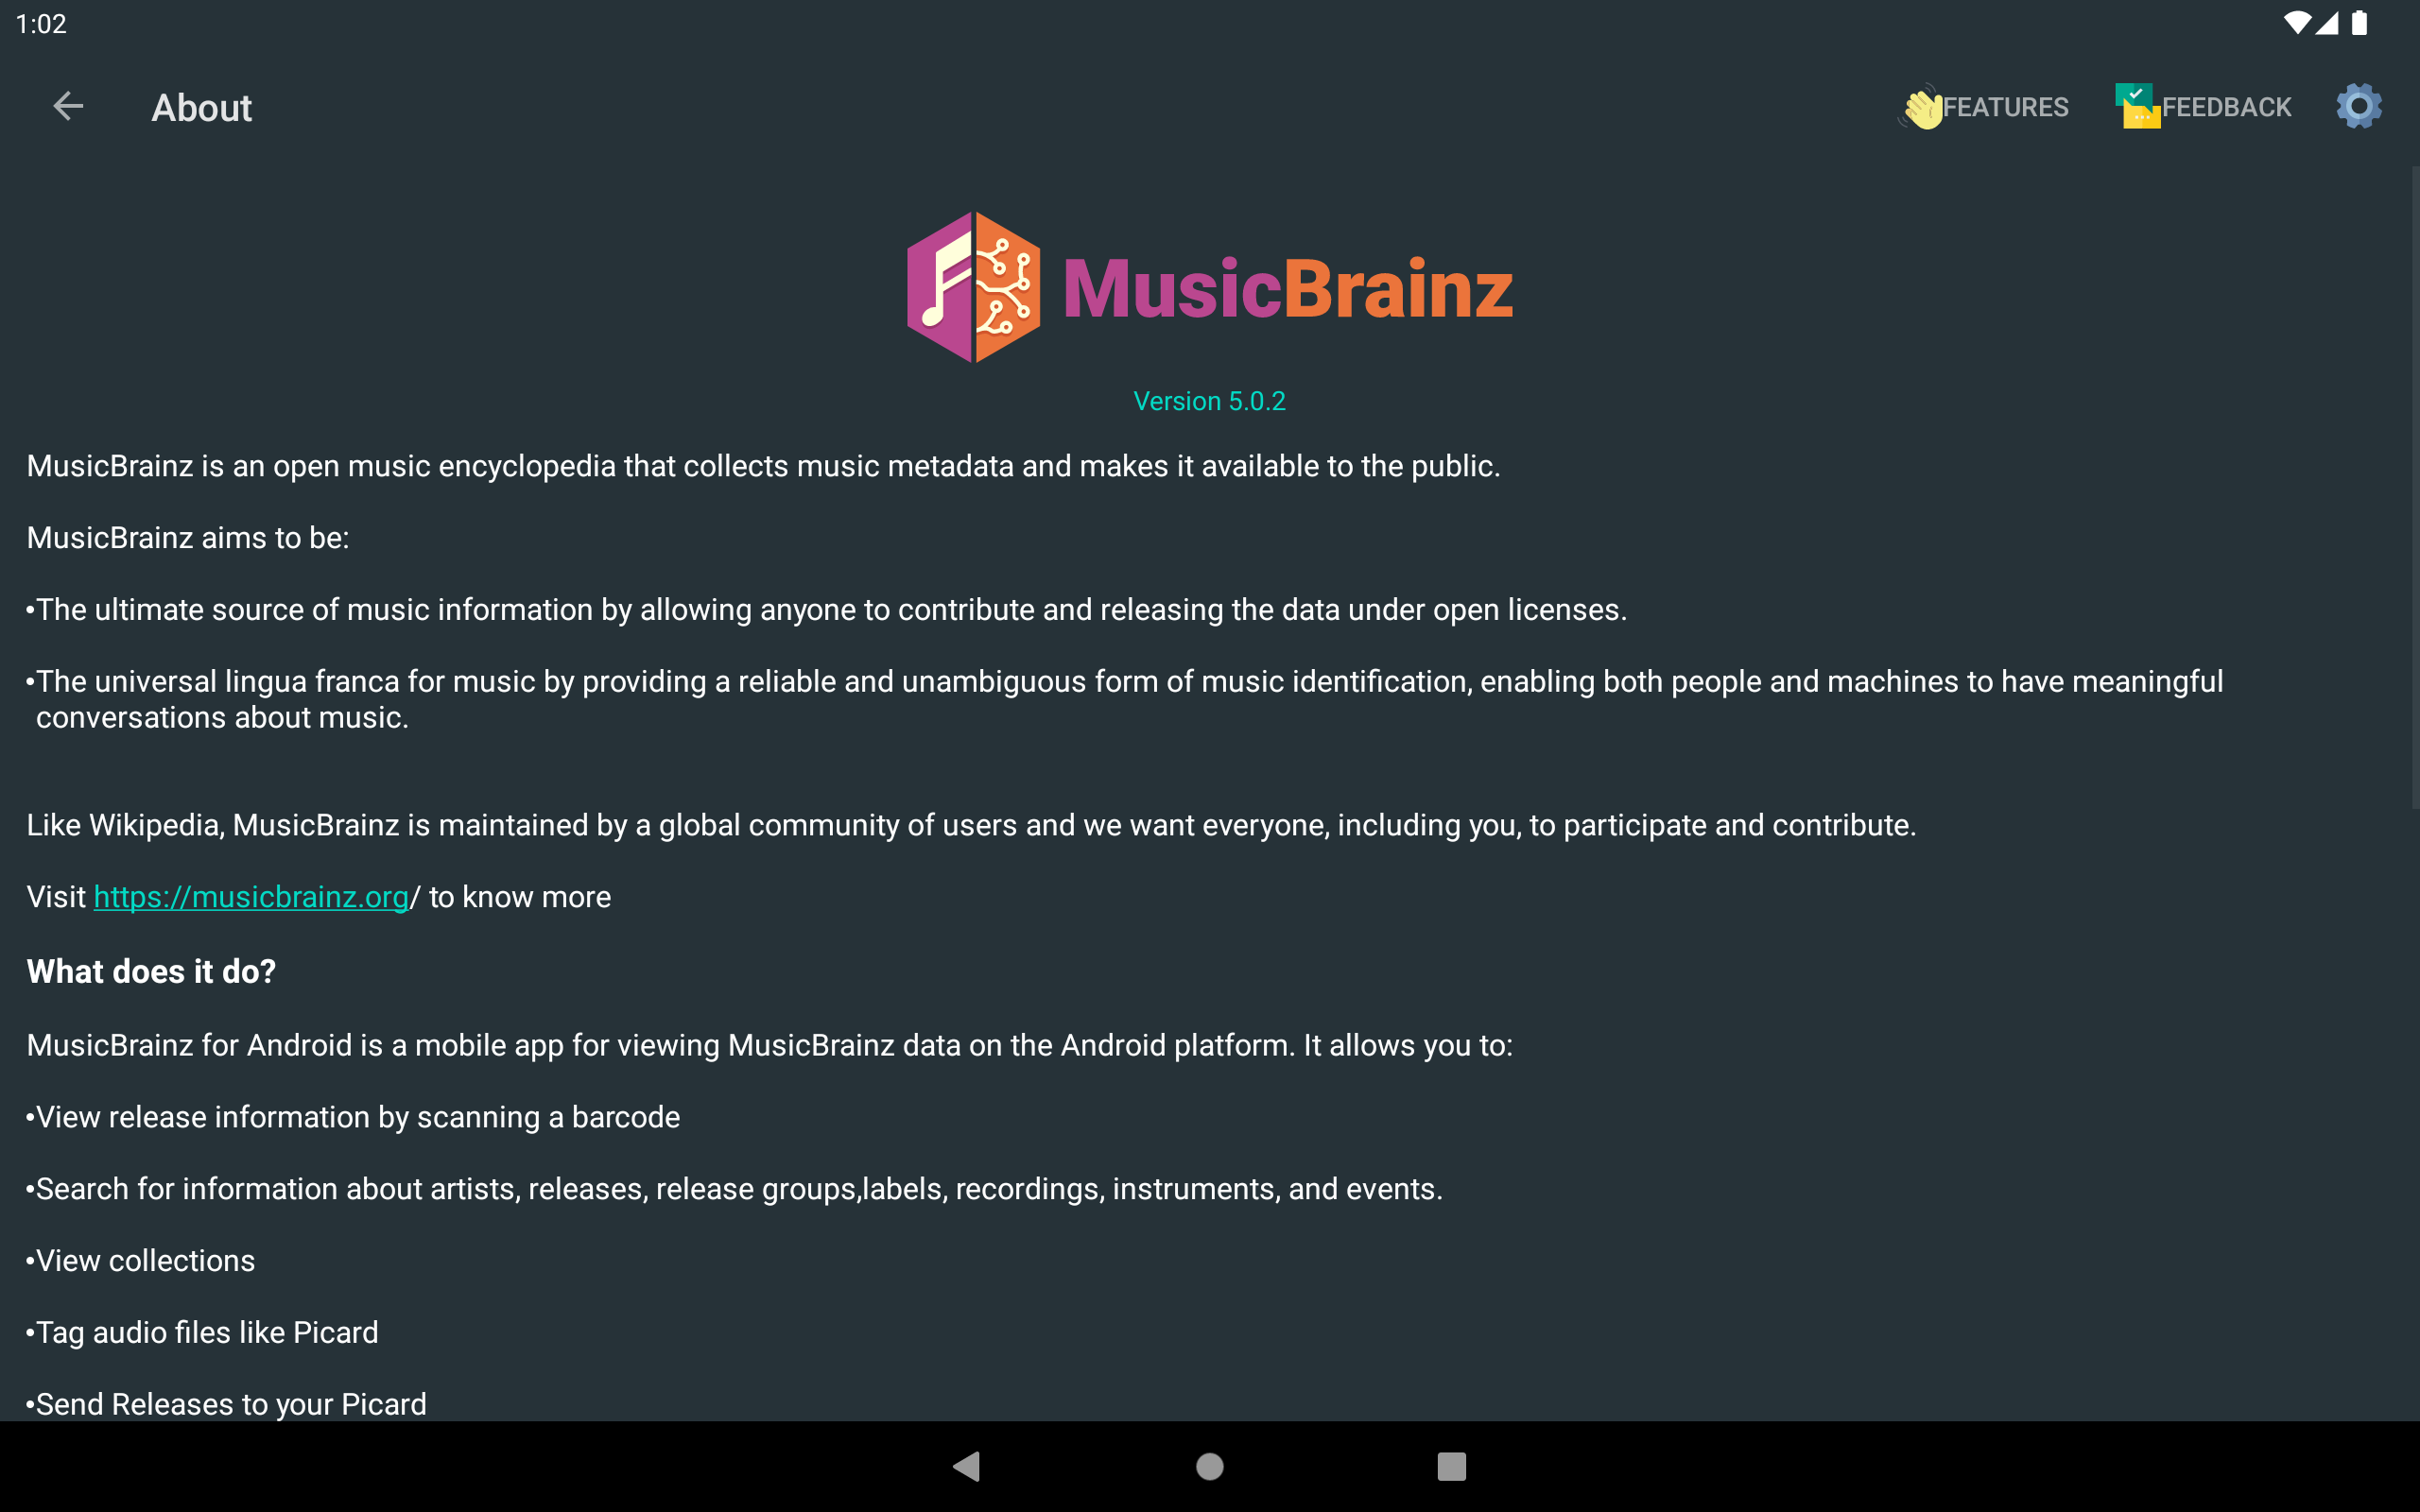 1:02
About
FEATURES
FEEDBACK
MusicBrainz
Version 5.0.2
MusicBrainz is an open music encyclopedia that collects music metadata and makes it available to the public.
MusicBrainz aims to be:
•The ultimate source of music information by allowing anyone to contribute and releasing the data under open licenses.
•The universal lingua franca for music by providing a reliable and unambiguous form of music identification, enabling both people and machines to have meaningful
conversations about music.
Like Wikipedia, MusicBrainz is maintained by a global community of users and we want everyone, including you, to participate and contribute.
Visit https://musicbrainz.org/ to know more
What does it do?
MusicBrainz for Android is a mobile app for viewing MusicBrainz data on the Android platform. It allows you to:
•View release information by scanning a barcode
•Search for information about artists, releases, release groups,labels, recordings, instruments, and events.
•View collections
•Tag audio files like Picard
•Send Releases to your Picard